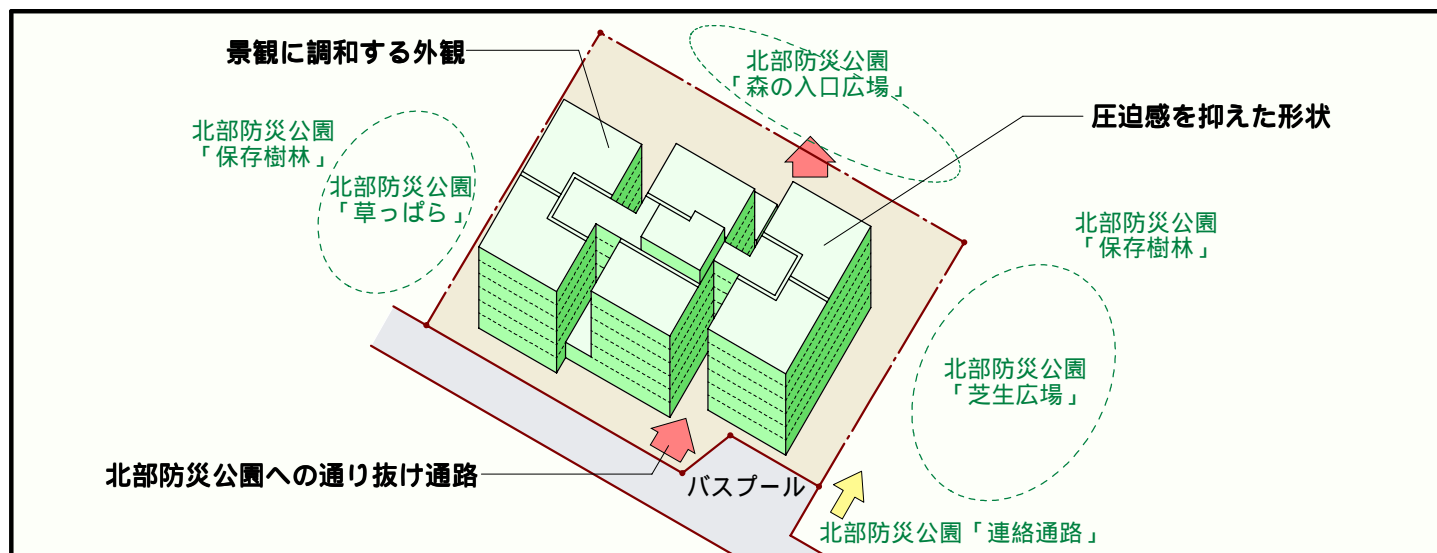 景観に調和する外観
北部防災公園
「森の入口広場」
圧迫感を抑えた形状
北部防災公園
「保存樹林」
北部防災公園
「草っぱら」
北部防災公園
「保存樹林」
北部防災公園
「芝生広場」
北部防災公園への通り抜け通路
バスプール
北部防災公園「連絡通路」